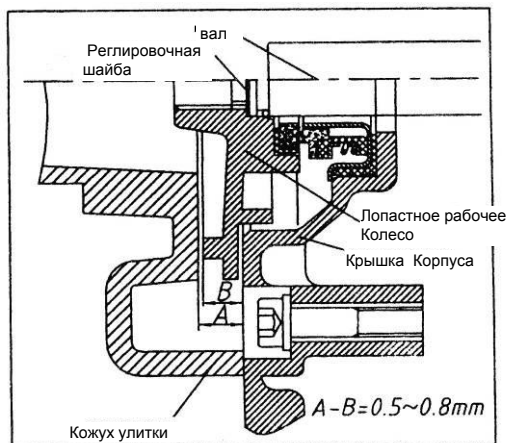 вал
Реглировочная
шайба
Лопастное рабочее
Колесо
Крышка Корпуса
B
A
A-B=0.5~0.8mm
Кожух улитки